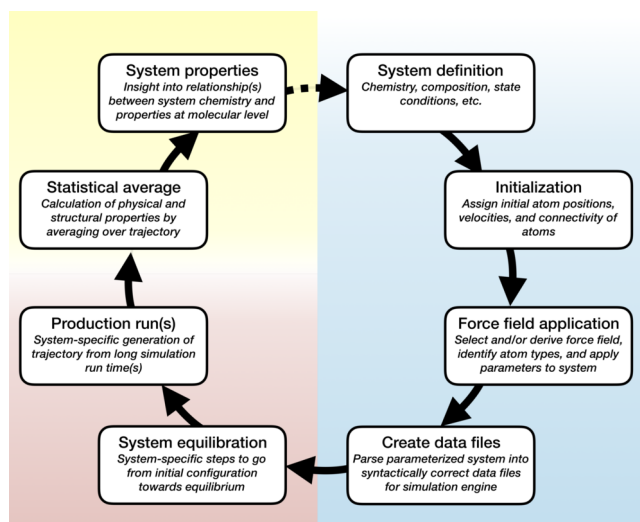 System properties
Insight into relationship(s)
between system chemistry and
properties at molecular level
System definition
Chemistry, composition, state
conditions, etc.
Statistical average
Calculation of physical and
structural properties by
averaging over trajectory
Initialization
Assign initial atom positions,
velocities, and connectivity of
atoms
Production run(s)
System-specific generation of
trajectory from long simulation
run time(s)
Force field application
Select and/or derive force field,
identify atom types, and apply
parameters to system
System equilibration
System-specific steps to go
from initial configuration
towards equilibrium
Create data files
Parse parameterized system into
syntactically correct data files
for simulation engine